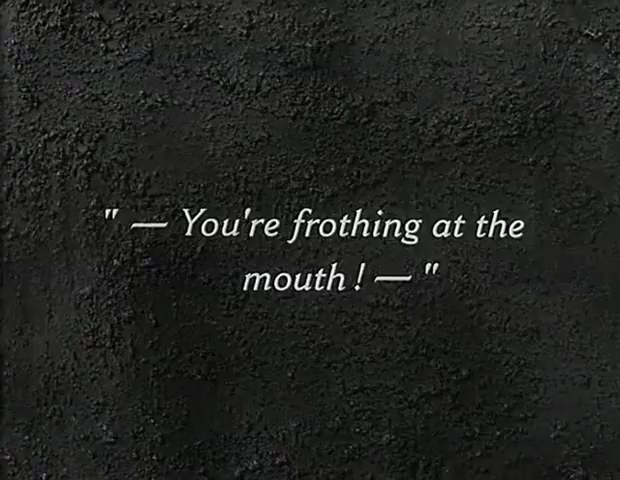 " — You're frothing at the
mouth! — "